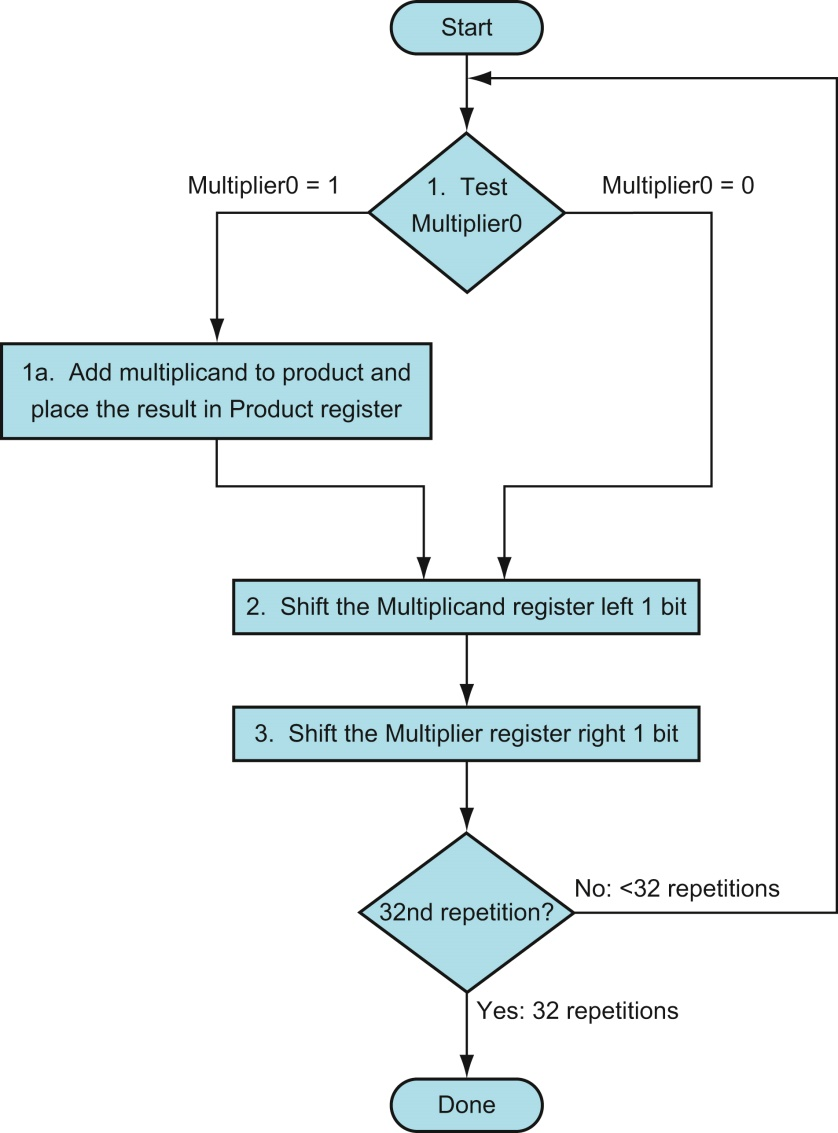 Start
Multiplier0 = 1
1. Test
Multiplier0
Multiplier0 = 0
1a. Add multiplicand to product and
place the result in Product register
2. Shift the Multiplicand register left 1 bit
3. Shift the Multiplier register right 1 bit
32nd repetition?
No: <32 repetitions
Yes: 32 repetitions
Done